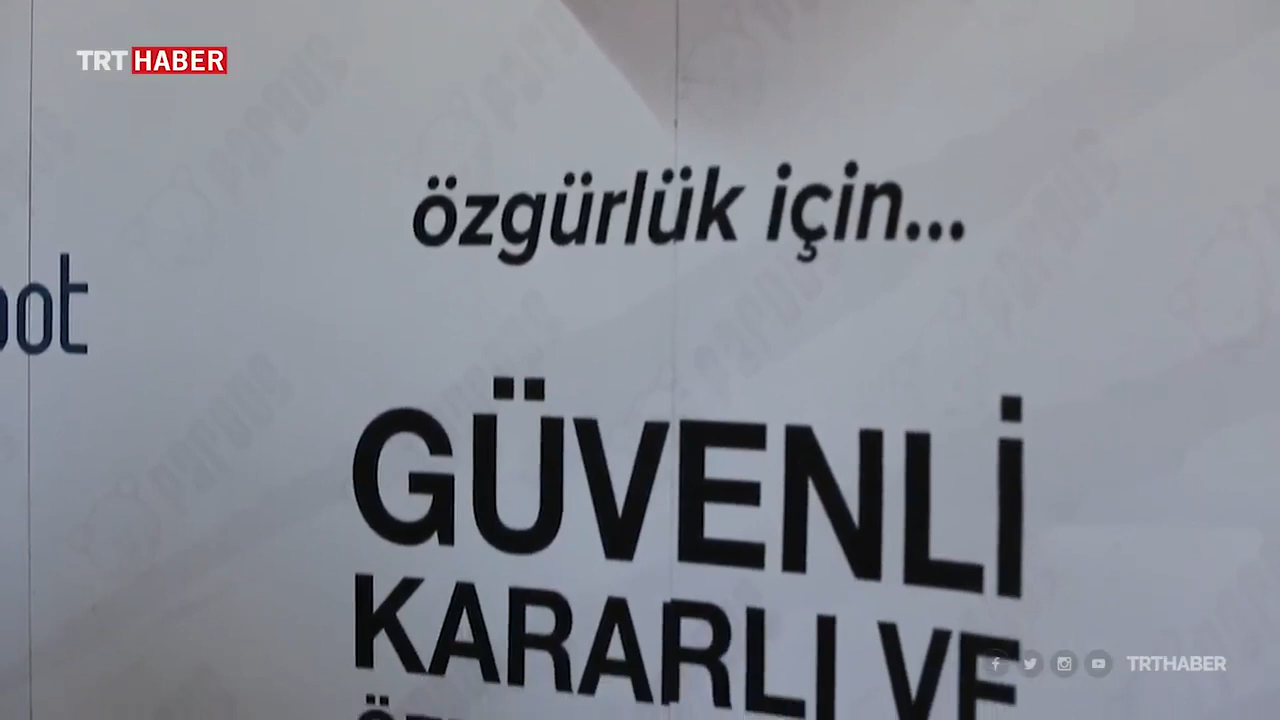 TRT HABER
özgürlük için...
GÜVENLİ
KARARLI VE
TRTHABER